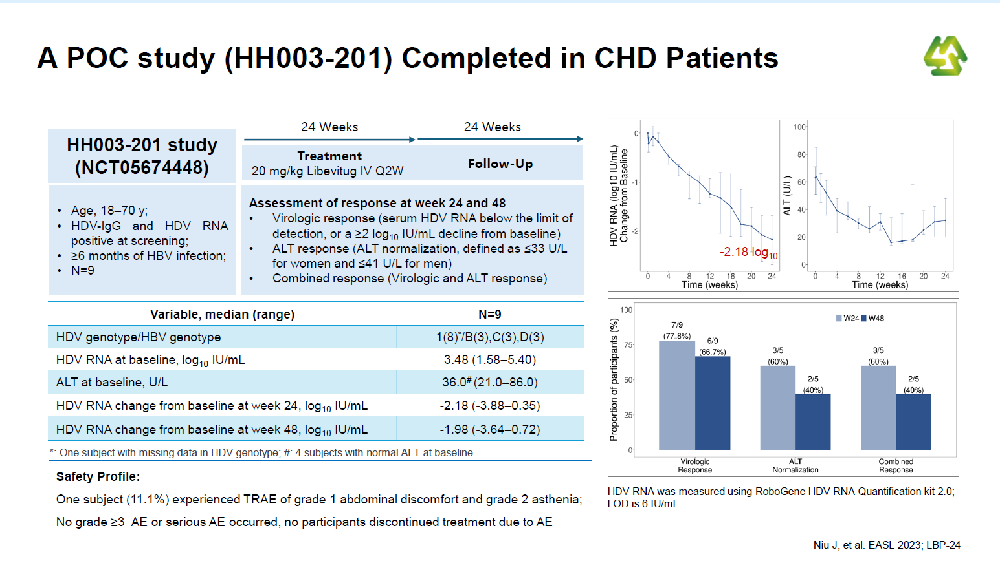 A POC study (HH003-201) Completed in CHD Patients
HH003-201 study
(NCT05674448)
24 Weeks
24 Weeks
Treatment
20 mg/kg Libevitug IV Q2W
Follow-Up
• Age, 18–70 y;
• HDV-IgG and HDV RNA
positive at screening;
• ≥6 months of HBV infection;
• N=9
Assessment of response at week 24 and 48
• Virologic response (serum HDV RNA below the limit of
detection, or a ≥2 log10 IU/mL decline from baseline)
• ALT response (ALT normalization, defined as ≤33 U/L
for women and ≤41 U/L for men)
• Combined response (Virologic and ALT response)
Variable, median (range) N=9
HDV genotype/HBV genotype 1(8)*/B(3),C(3),D(3)
HDV RNA at baseline, log10 IU/mL 3.48 (1.58–5.40)
ALT at baseline, U/L 36.0# (21.0–86.0)
HDV RNA change from baseline at week 24, log10 IU/mL -2.18 (-3.88–0.35)
HDV RNA change from baseline at week 48, log10 IU/mL -1.98 (-3.64–0.72)
*: One subject with missing data in HDV genotype; #: 4 subjects with normal ALT at baseline
Safety Profile:
One subject (11.1%) experienced TRAE of grade 1 abdominal discomfort and grade 2 asthenia;
No grade ≥3 AE or serious AE occurred, no participants discontinued treatment due to AE
HDV RNA (log10 IU/mL)
Change from Baseline
0
-1
-2
-2.18 log10
0 4 8 12 16 20 24
Time (weeks)
ALT (U/L)
100
80
60
40
20
0
0 4 8 12 16 20 24
Time (weeks)
Proportion of participants (%)
100
75
50
25
0
W24 W48
7/9
(77.8%)
6/9
(66.7%)
3/5
(60%)
2/5
(40%)
3/5
(60%)
2/5
(40%)
Virologic
Response
ALT
Normalization
Combined
Response
HDV RNA was measured using RoboGene HDV RNA Quantification kit 2.0;
LOD is 6 IU/mL.
Niu J, et al. EASL 2023; LBP-24